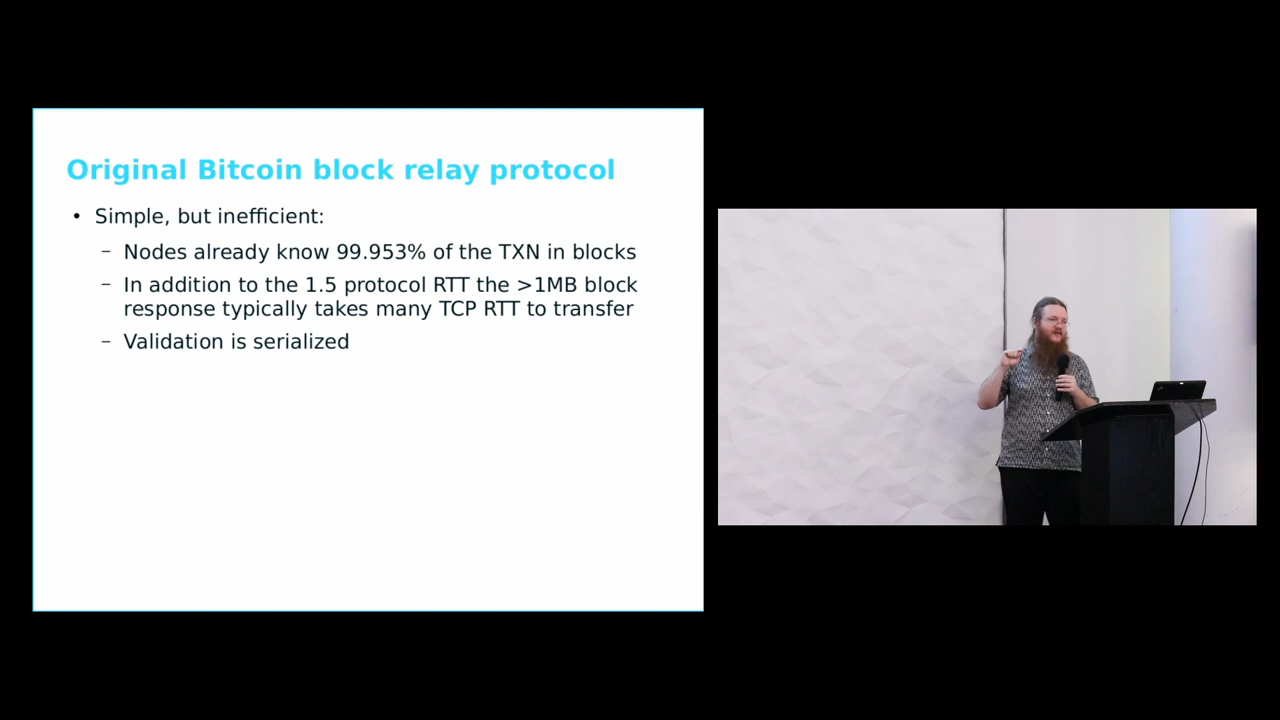 Original Bitcoin block relay protocol
• Simple, but inefficient:
– Nodes already know 99.953% of the TXN in blocks
– In addition to the 1.5 protocol RTT the >1MB block
response typically takes many TCP RTT to transfer
– Validation is serialized